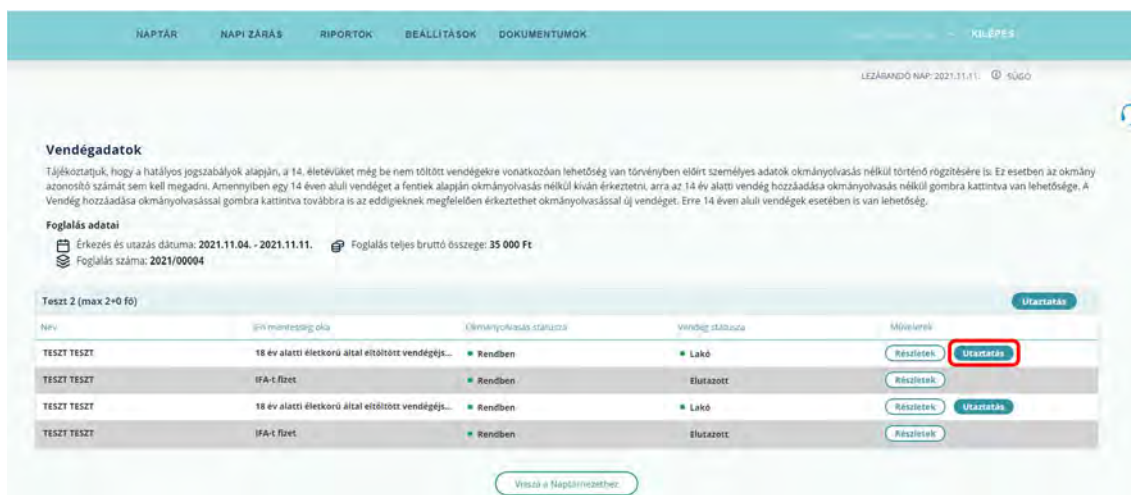 NAPTÁR NAPI ZÁRÁS RIPORTOK BEÁLLÍTÁSOK DOKUMENTUMOK KILÉPÉS
LEZÁRANDÓ NAP: 2021.11.11. SÚGÓ
Vendégadatok
Tájékoztatjuk, hogy a hatályos jogszabályok alapján, a 14. életévüket még be nem töltött vendégekre vonatkozóan lehetőség van törvényben előírt személyes adatok okmányolvasás nélkül történő rögzítésére is. Ez esetben az okmány
azonosító számát sem kell megadni. Amennyiben egy 14 éven aluli vendéget a fentiek alapján okmányolvasás nélkül kíván érkeztetni, arra az 14 év alatti vendég hozzáadása okmányolvasás nélkül gombra kattintva van lehetősége. A
Vendég hozzáadása okmányolvasással gombra kattintva továbbra is az eddigieknek megfelelően érkeztethet okmányolvasással új vendéget. Erre 14 éven aluli vendégek esetében is van lehetőség.
Foglalás adatai
Érkezés és utazás dátuma: 2021.11.04. - 2021.11.11. Foglalás teljes bruttó összege: 35 000 Ft
Foglalás száma: 2021/00004
Teszt 2 (max 2+0 fő) Utaztatás
Név IFA mentesség oka Okmányolvasás státusza Vendég státusza Műveletek
TESZT TESZT 18 év alatti életkorú által eltöltött vendégéjs... Rendben Lakó Részletek Utaztatás
TESZT TESZT IFA-t fizet Rendben Elutazott Részletek
TESZT TESZT 18 év alatti életkorú által eltöltött vendégéjs... Rendben Lakó Részletek Utaztatás
TESZT TESZT IFA-t fizet Rendben Elutazott Részletek
Vissza a Naptárnézethez